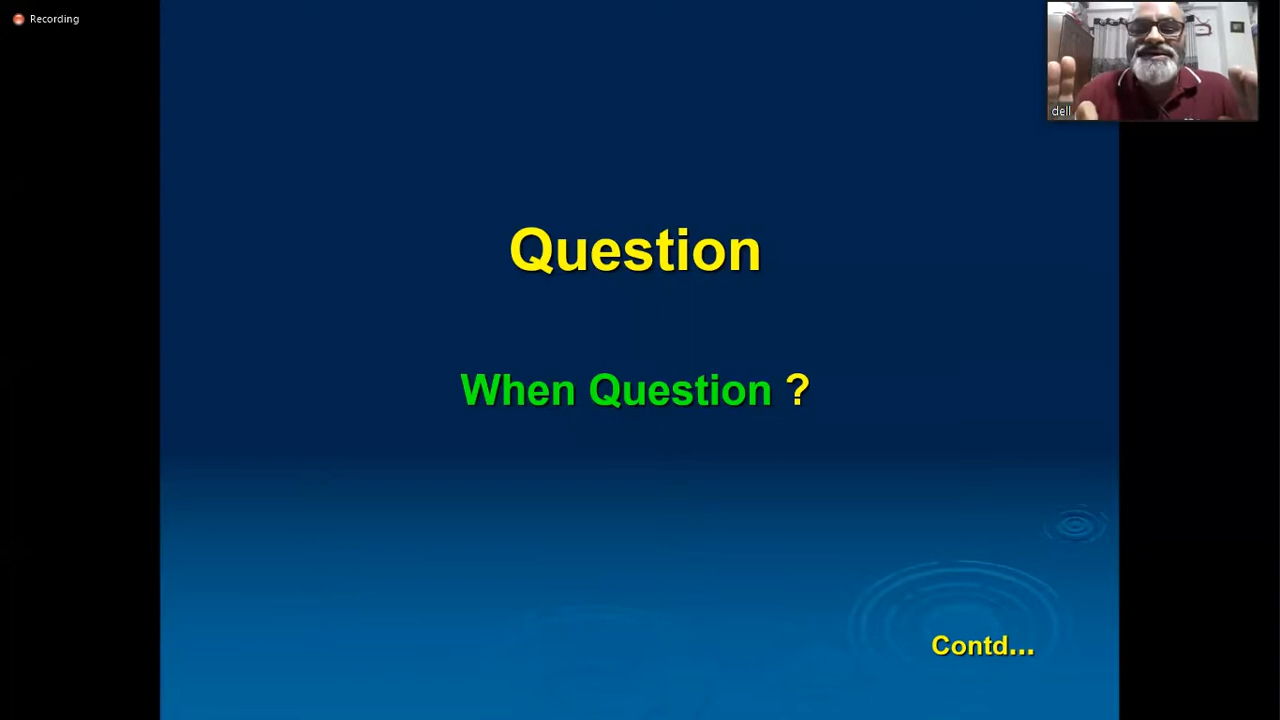 Recording
dell
Question
When Question ?
Contd...